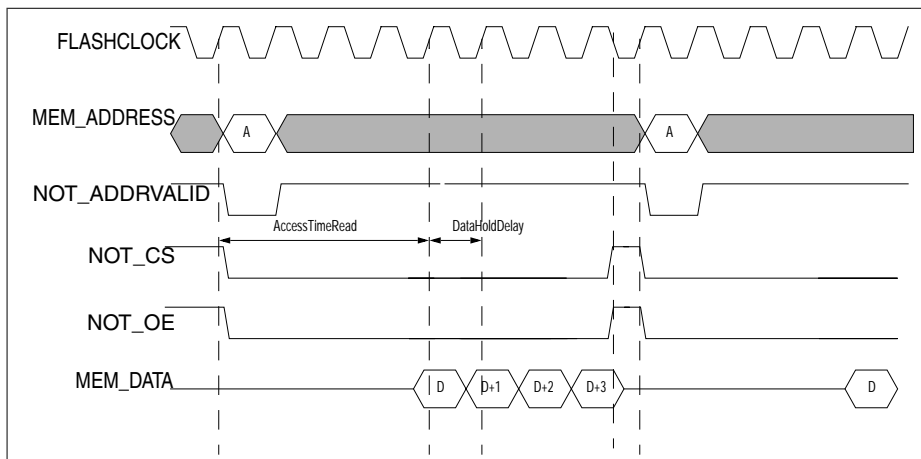 FLASHCLOCK
MEM_ADDRESS
A
A
NOT_ADDRVALID
AccessTimeRead
DataHoldDelay
NOT_CS
NOT_OE
MEM_DATA
D
D+1
D+2
D+3
D